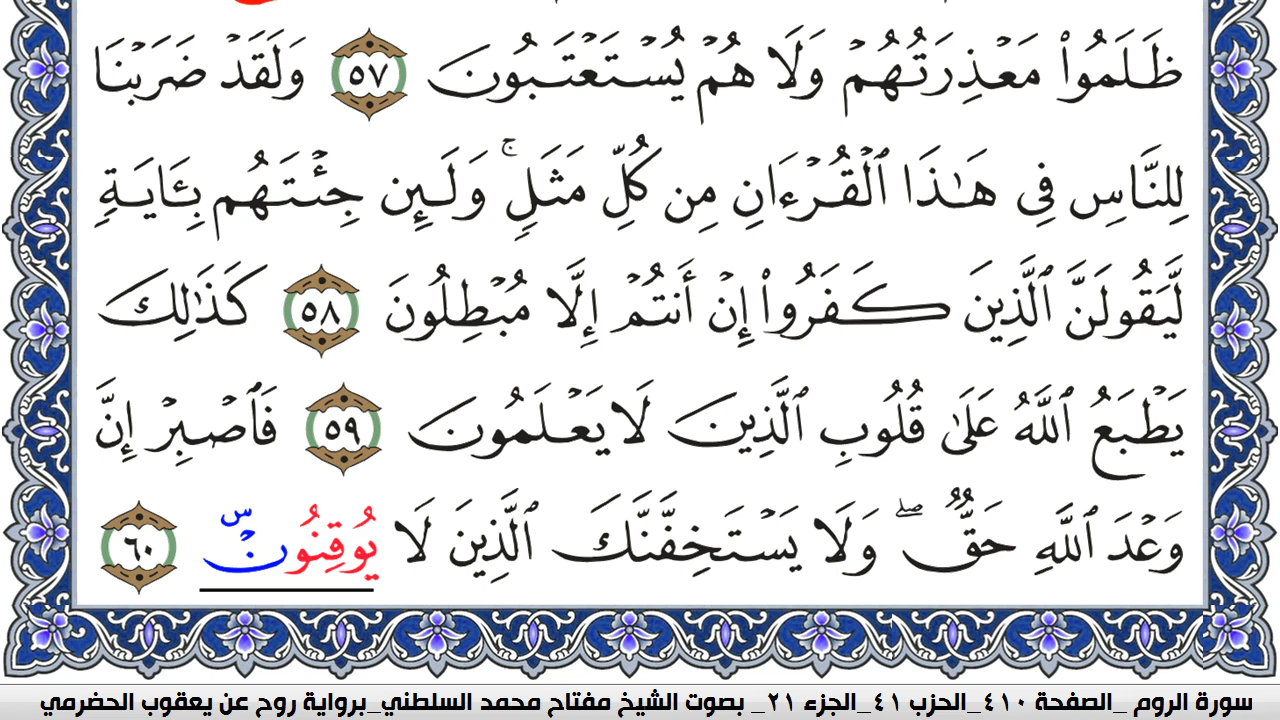 ظَلَمُوا۟ مَعْذِرَتُهُمْ وَلَا هُمْ يُسْتَعْتَبُونَ ٥٧ وَلَقَدْ ضَرَبْنَا
لِلنَّاسِ فِى هَـٰذَا ٱلْقُرْءَانِ مِن كُلِّ مَثَلٍۚ وَلَئِن جِئْتَهُم بِـَٔايَةٍ
لَّيَقُولَنَّ ٱلَّذِينَ كَفَرُوٓا۟ إِنْ أَنتُمْ إِلَّا مُبْطِلُونَ ٥٨ كَذَٰلِكَ
يَطْبَعُ ٱللَّهُ عَلَىٰ قُلُوبِ ٱلَّذِينَ لَا يَعْلَمُونَ ٥٩ فَٱصْبِرْ إِنَّ
وَعْدَ ٱللَّهِ حَقٌّۖ وَلَا يَسْتَخِفَّنَّكَ ٱلَّذِينَ لَا يُوقِنُونْۜ ٦٠
سورة الروم _الصفحة ٤١٠_الحزب ٤١_الجزء ٢١_ بصوت الشيخ مفتاح محمد السلطني_برواية روح عن يعقوب الحضرمي